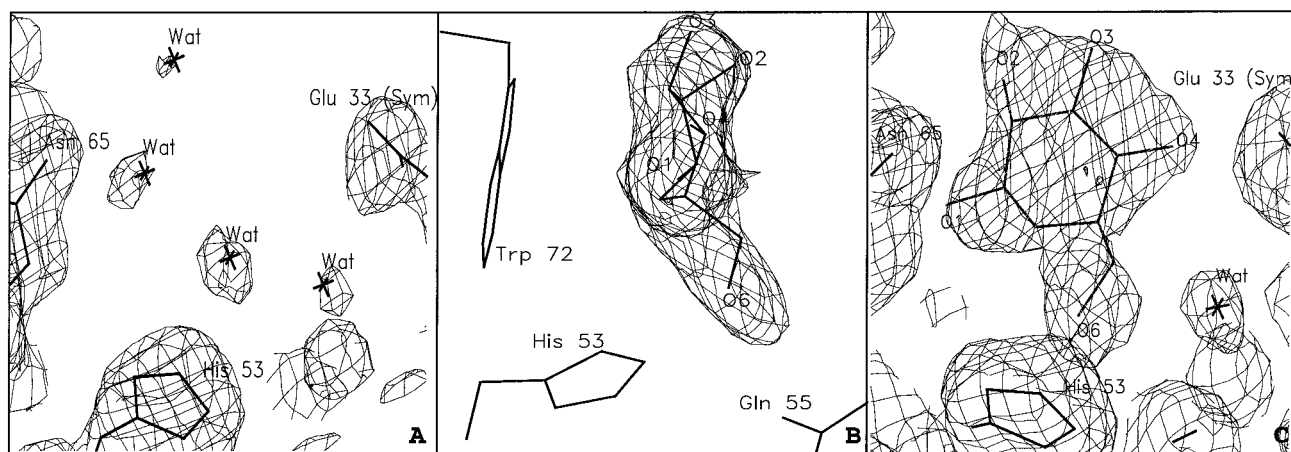 Wat
Glu 33 (Sym)
Asn 65
Wat
Wat
Wat
His 53
A
O3
O2
O4
O1
Trp 72
O6
His 53
Gln 55
B
O3
O2
Glu 33 (Sym
Asn 65
O4
O1
Wat
O6
His 53
C